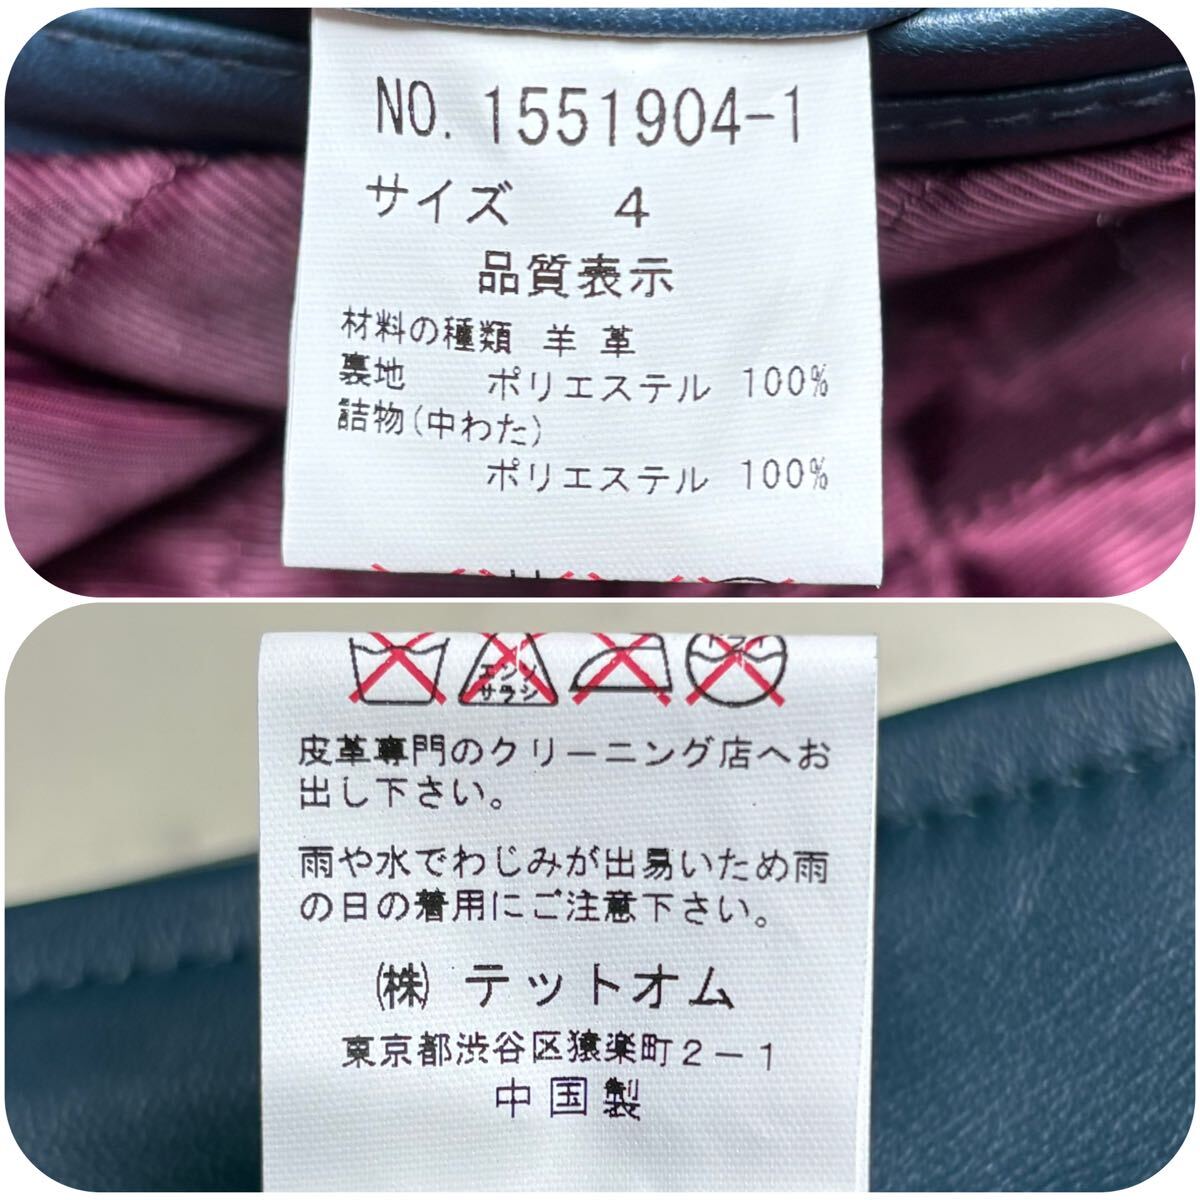 NO. 1551904-1
サイズ 4
品質表示
材料の種類 羊革
裏地 ポリエステル 100%
詰物(中わた)
ポリエステル 100%
エンソ
サラシ
ドライ
皮革専門のクリーニング店へお
出し下さい。
雨や水でわじみが出易いため雨
の日の着用にご注意下さい。
㈱ テットオム
東京都渋谷区猿楽町2-1
中国製